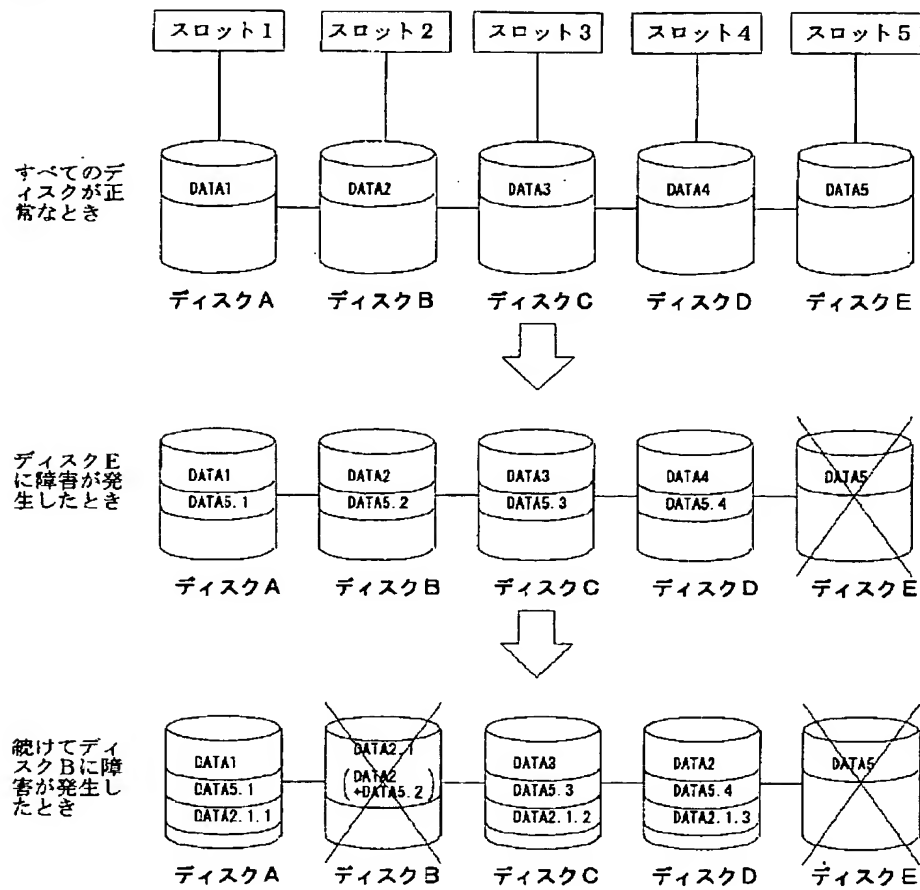 スロット1 スロット2 スロット3 スロット4 スロット5
すべてのデ
ィスクが正
常なとき
DATA1 DATA2 DATA3 DATA4 DATA5
ディスクA ディスクB ディスクC ディスクD ディスクE
ディスクE
に障害が発
生したとき
DATA1 DATA2 DATA3 DATA4 DATA5
DATA5.1 DATA5.2 DATA5.3 DATA5.4
ディスクA ディスクB ディスクC ディスクD ディスクE
続けてディ
スクBに障
害が発生し
たとき
DATA1 DATA2.1 DATA3 DATA2 DATA5
DATA5.1 (DATA2 DATA5.3 DATA5.4
+DATA5.2)
DATA2.1.1 DATA2.1.2 DATA2.1.3
ディスクA ディスクB ディスクC ディスクD ディスクE